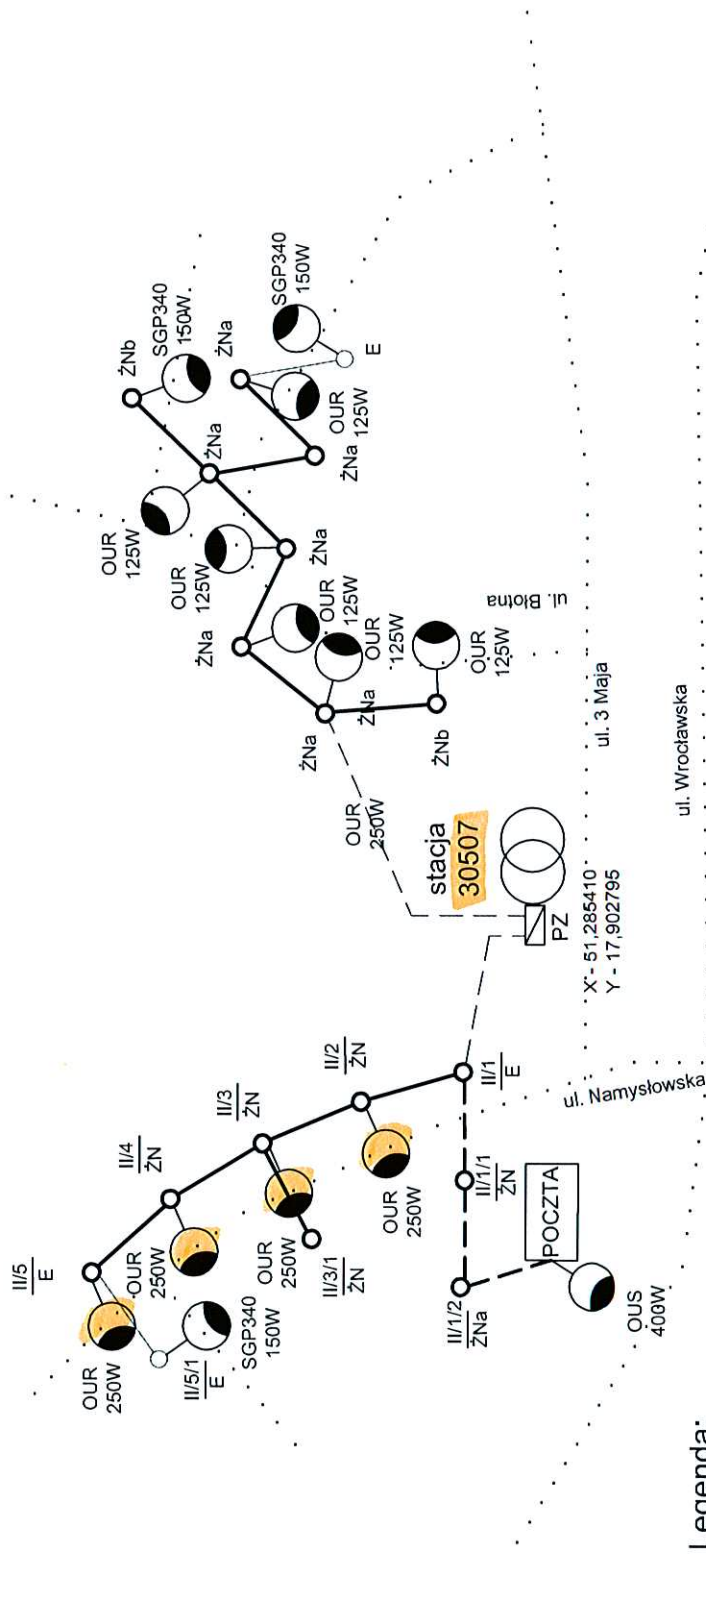 II/5
E
OUR
250W
II/5/1
E
SGP340
150W
II/4
ŻN
OUR
250W
II/3
ŻN
OUR
250W
II/3/1
ŻN
II/2
ŻN
OUR
250W
II/1
E
II/1/1
ŻN
II/1/2
ŻNa
POCZTA
OUS
400W
ul. Namysłowska
stacja
30507
PZ
X - 51,285410
Y - 17,902795
OUR
250W
ŻNa
ŻNa
ŻNb
OUR
125W
OUR
125W
OUR
125W
ŻNa
ŻNa
OUR
125W
OUR
125W
ŻNa
ŻNb
SGP340
150W
ŻNa
ŻNa
OUR
125W
SGP340
150W
E
ul. Błotna
ul. 3 Maja
ul. Wrocławska
Legenda: